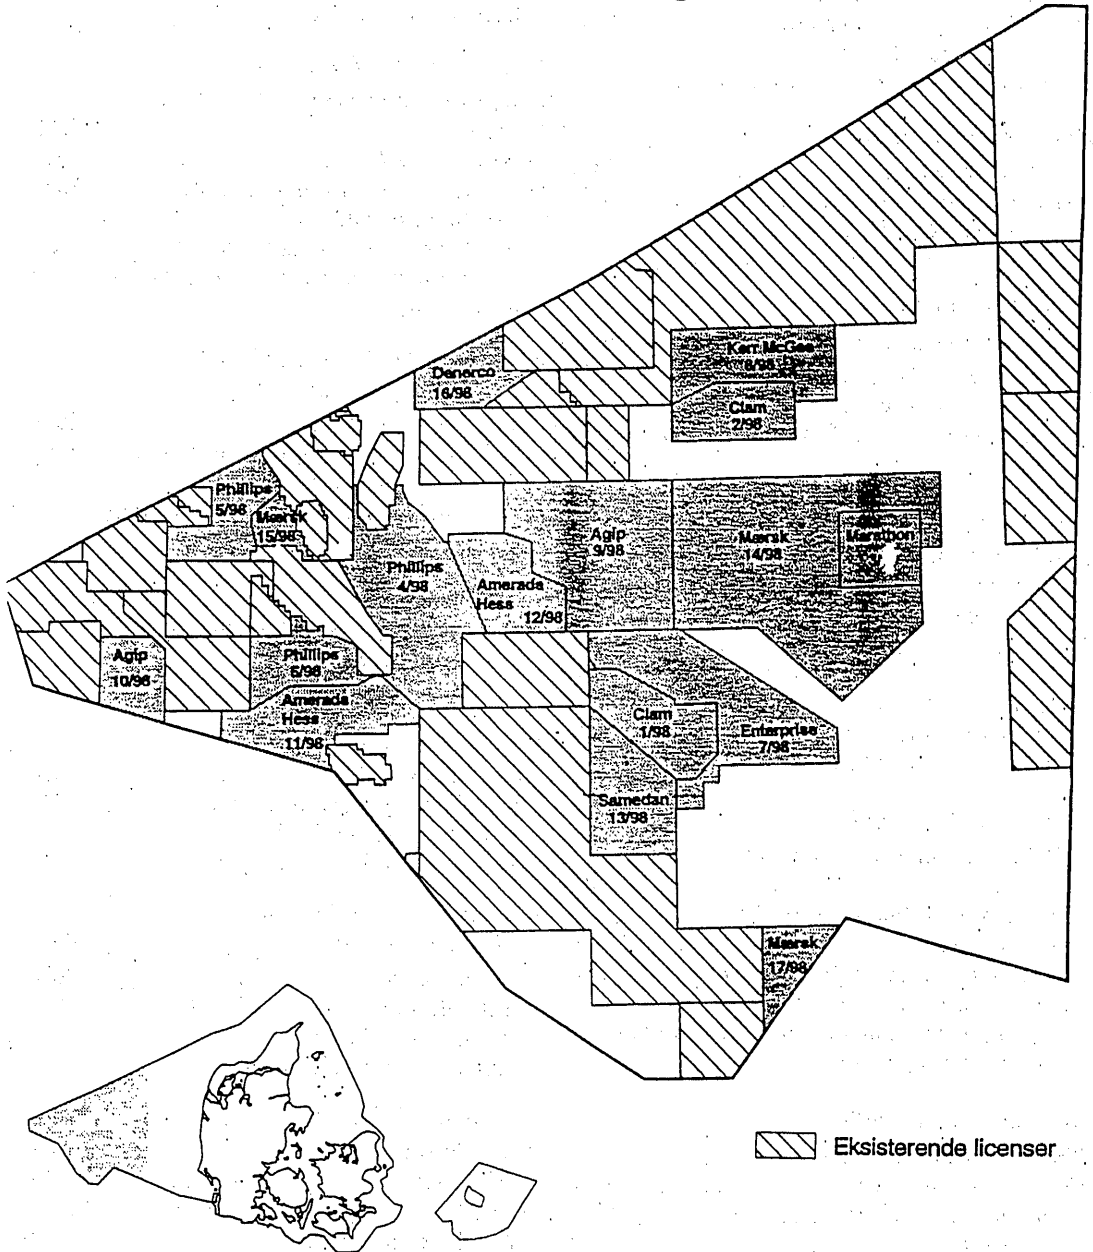 Kerr McGee
8/98
Danerco
16/98
Clam
2/98
Phillips
5/98
Mærsk
15/98
Agip
9/98
Mærsk
14/98
Marathon
Phillips
4/98
Amerada
Hess
12/98
Agip
10/98
Phillips
6/98
Amerada
Hess
11/98
Clam
1/98
Enterprise
7/98
Samedan
13/98
Mærsk
17/98
Eksisterende licenser